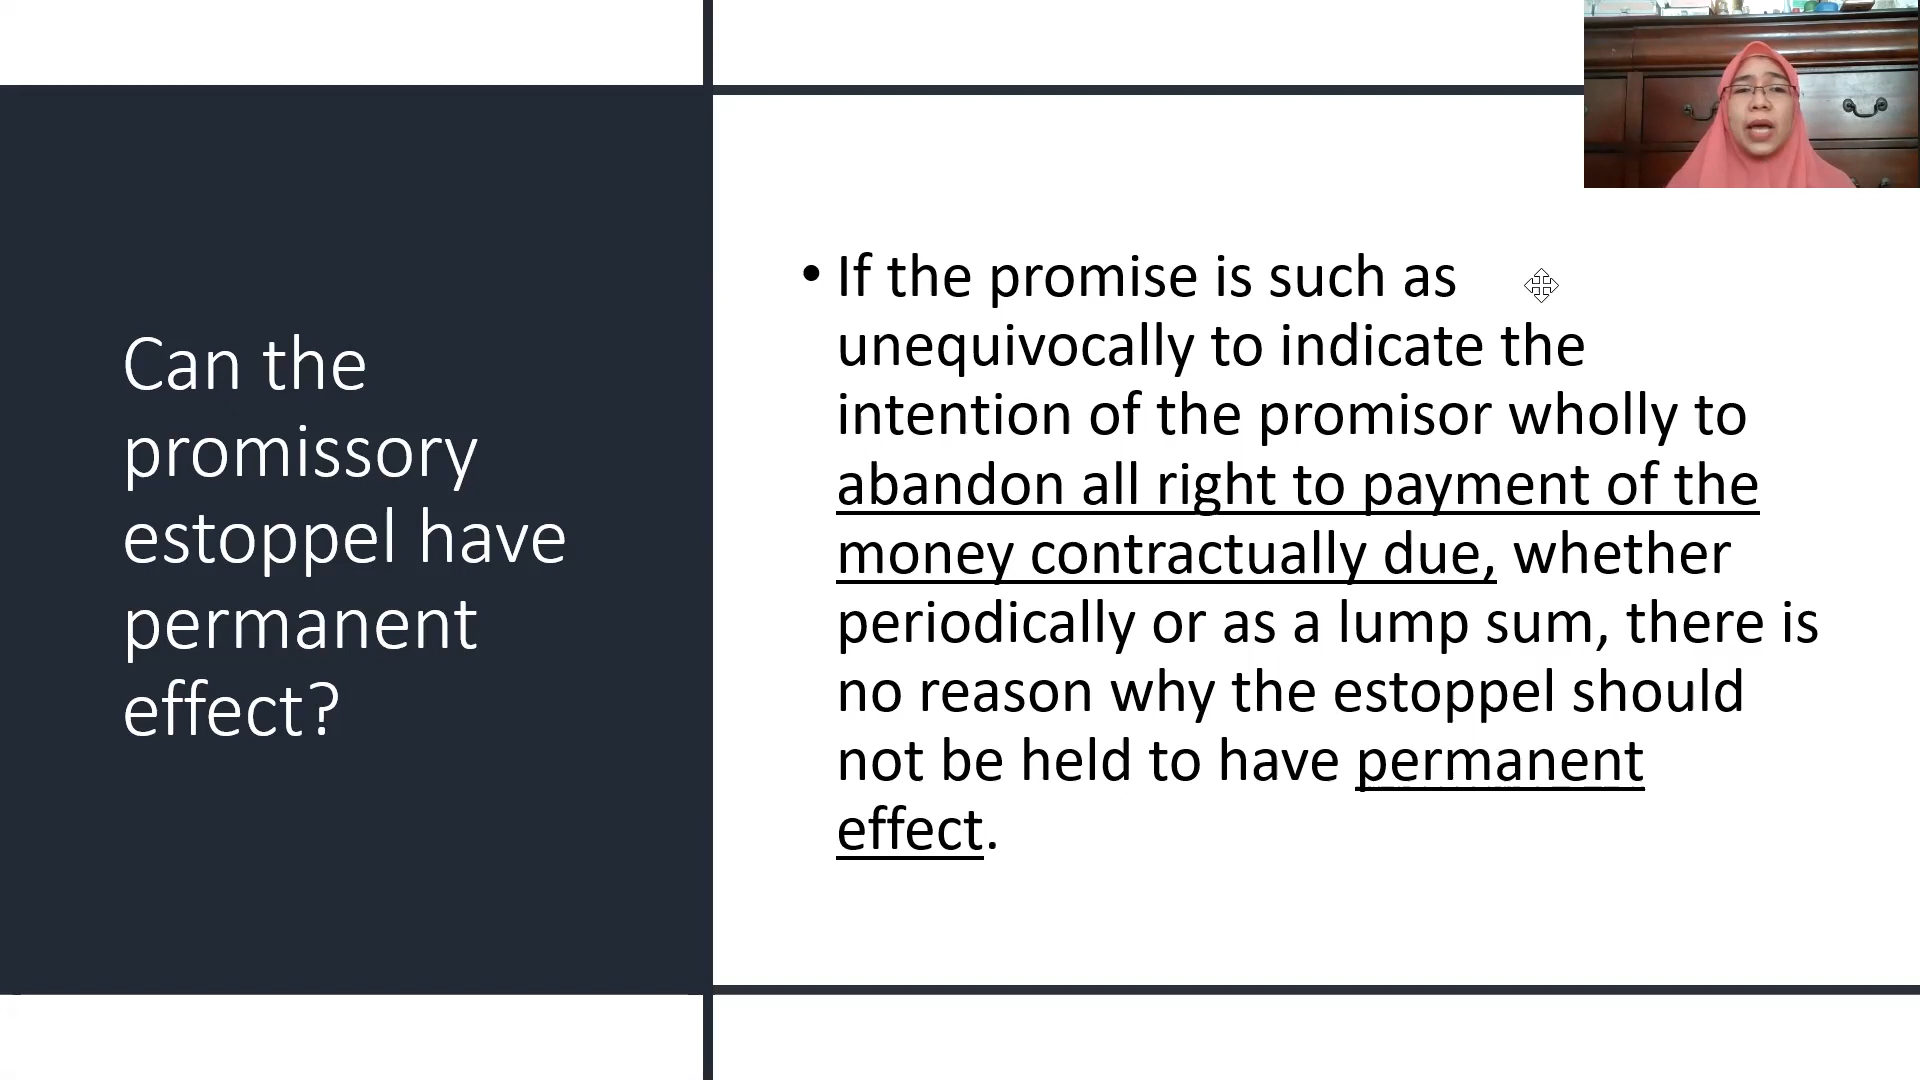 Can the
promissory
estoppel have
permanent
effect?
• If the promise is such as
unequivocally to indicate the
intention of the promisor wholly to
abandon all right to payment of the
money contractually due, whether
periodically or as a lump sum, there is
no reason why the estoppel should
not be held to have permanent
effect.